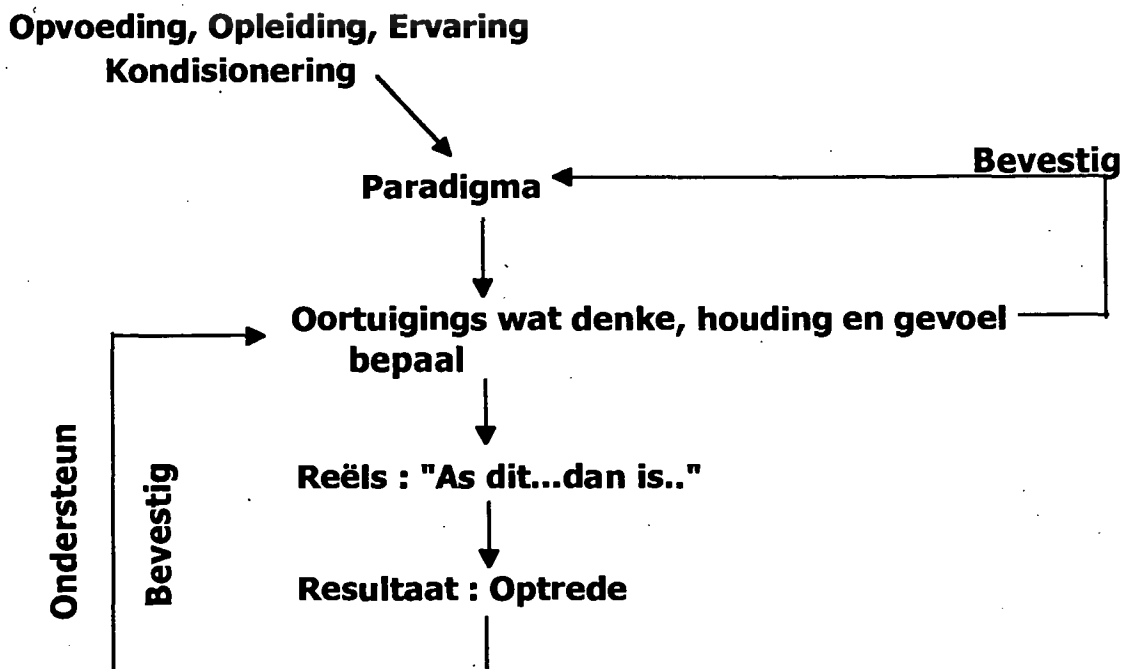 Opvoeding, Opleiding, Ervaring
Kondisionering
Bevestig
Paradigma
Oortuigings wat denke, houding en gevoel
bepaal
Ondersteun
Bevestig
Reëls : "As dit...dan is.."
Resultaat : Optrede